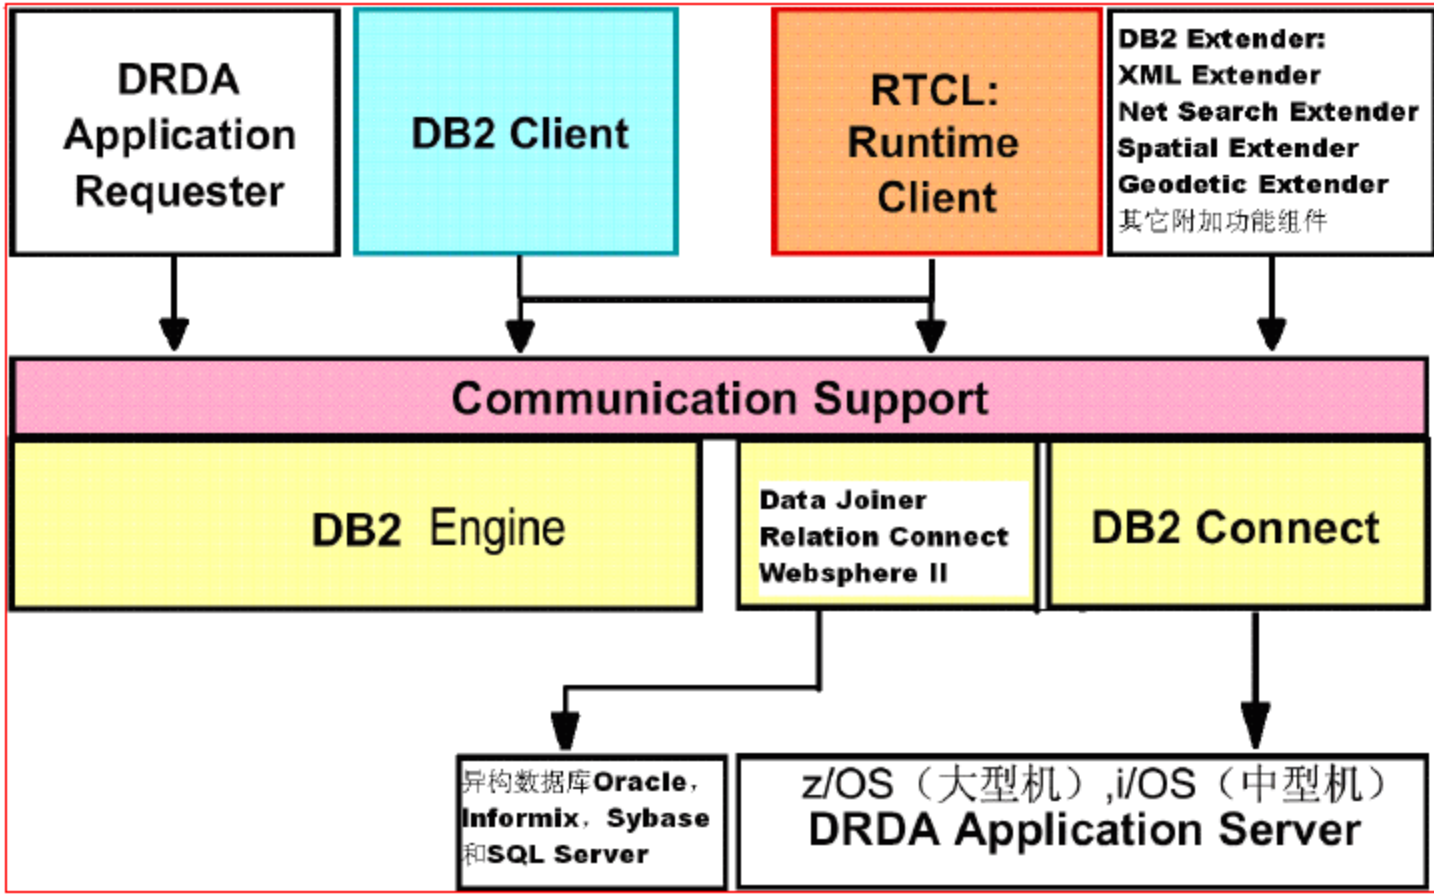 DRDA
Application
Requester
DB2 Client
RTCL:
Runtime
Client
DB2 Extender:
XML Extender
Net Search Extender
Spatial Extender
Geodetic Extender
其它附加功能组件
Communication Support
DB2 Engine
Data Joiner
Relation Connect
Websphere II
DB2 Connect
异构数据库Oracle，
Informix，Sybase
和SQL Server
z/OS（大型机）,i/OS（中型机）
DRDA Application Server